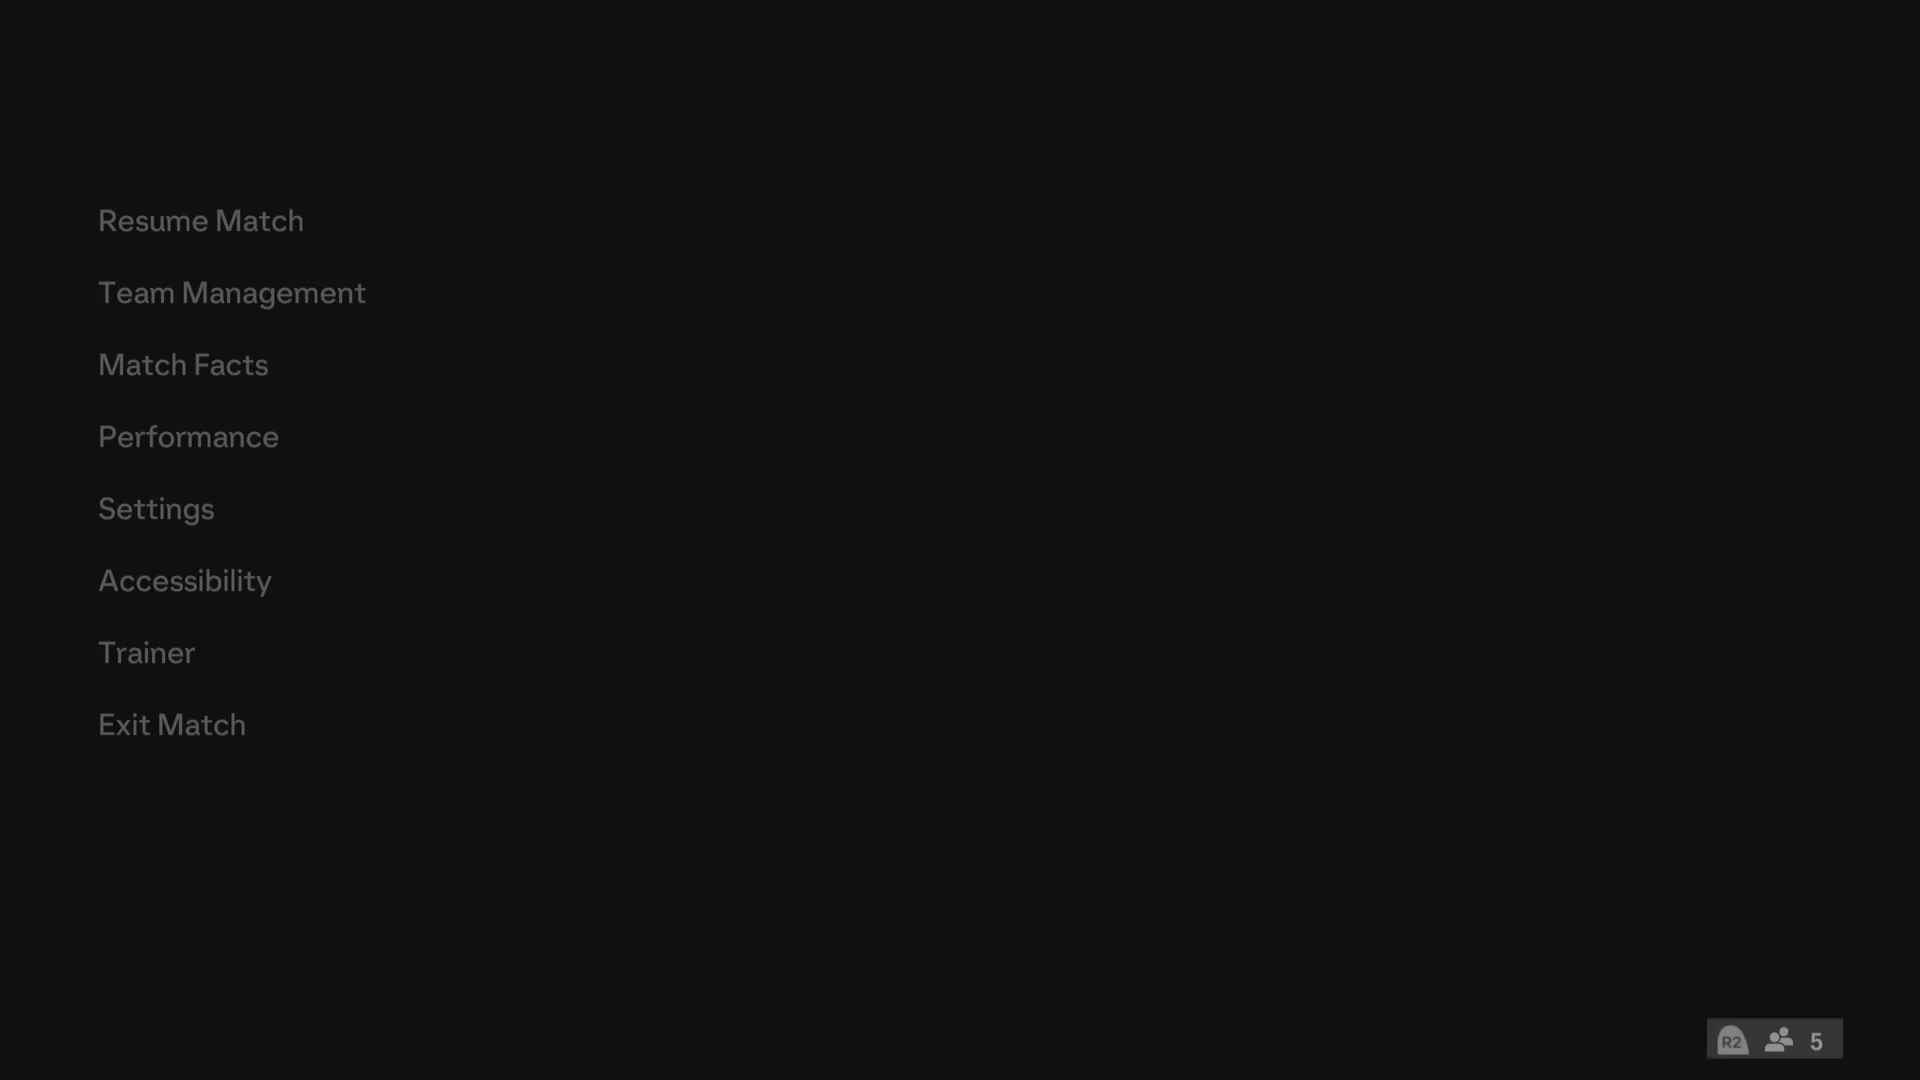 Resume Match
Team Management
Match Facts
Performance
Settings
Accessibility
Trainer
Exit Match
R2 5